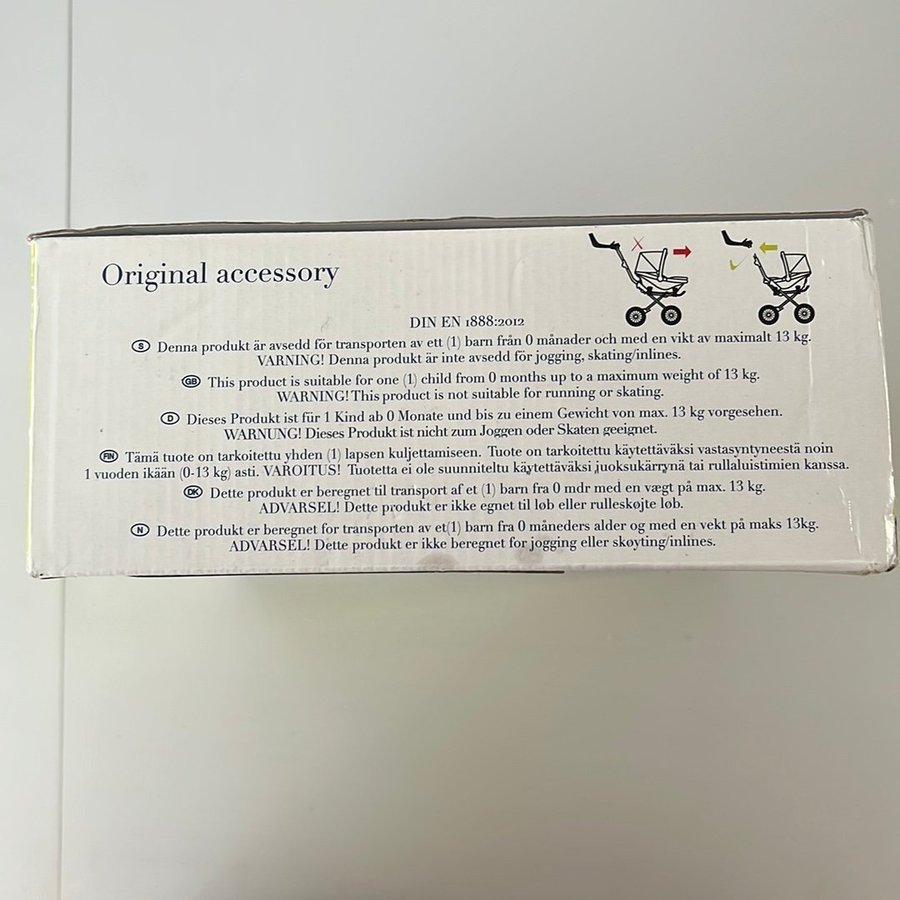 Original accessory
DIN EN 1888:2012
S Denna produkt är avsedd för transporten av ett (1) barn från 0 månader och med en vikt av maximalt 13 kg.
VARNING! Denna produkt är inte avsedd för jogging, skating/inlines.
GB This product is suitable for one (1) child from 0 months up to a maximum weight of 13 kg.
WARNING! This product is not suitable for running or skating.
D Dieses Produkt ist für 1 Kind ab 0 Monate und bis zu einem Gewicht von max. 13 kg vorgesehen.
WARNUNG! Dieses Produkt ist nicht zum Joggen oder Skaten geeignet.
FIN Tämä tuote on tarkoitettu yhden (1) lapsen kuljettamiseen. Tuote on tarkoitettu käytettäväksi vastasyntyneestä noin
1 vuoden ikään (0-13 kg) asti. VAROITUS! Tuotetta ei ole suunniteltu käytettäväksi juoksukärrynä tai rullaluistimien kanssa.
DK Dette produkt er beregnet til transport af et (1) barn fra 0 mdr med en vægt på max. 13 kg.
ADVARSEL! Dette produkt er ikke egnet til løb eller rulleskøjte løb.
N Dette produkt er beregnet for transporten av et(1) barn fra 0 måneders alder og med en vekt på maks 13kg.
ADVARSEL! Dette produkt er ikke beregnet for jogging eller skøyting/inlines.